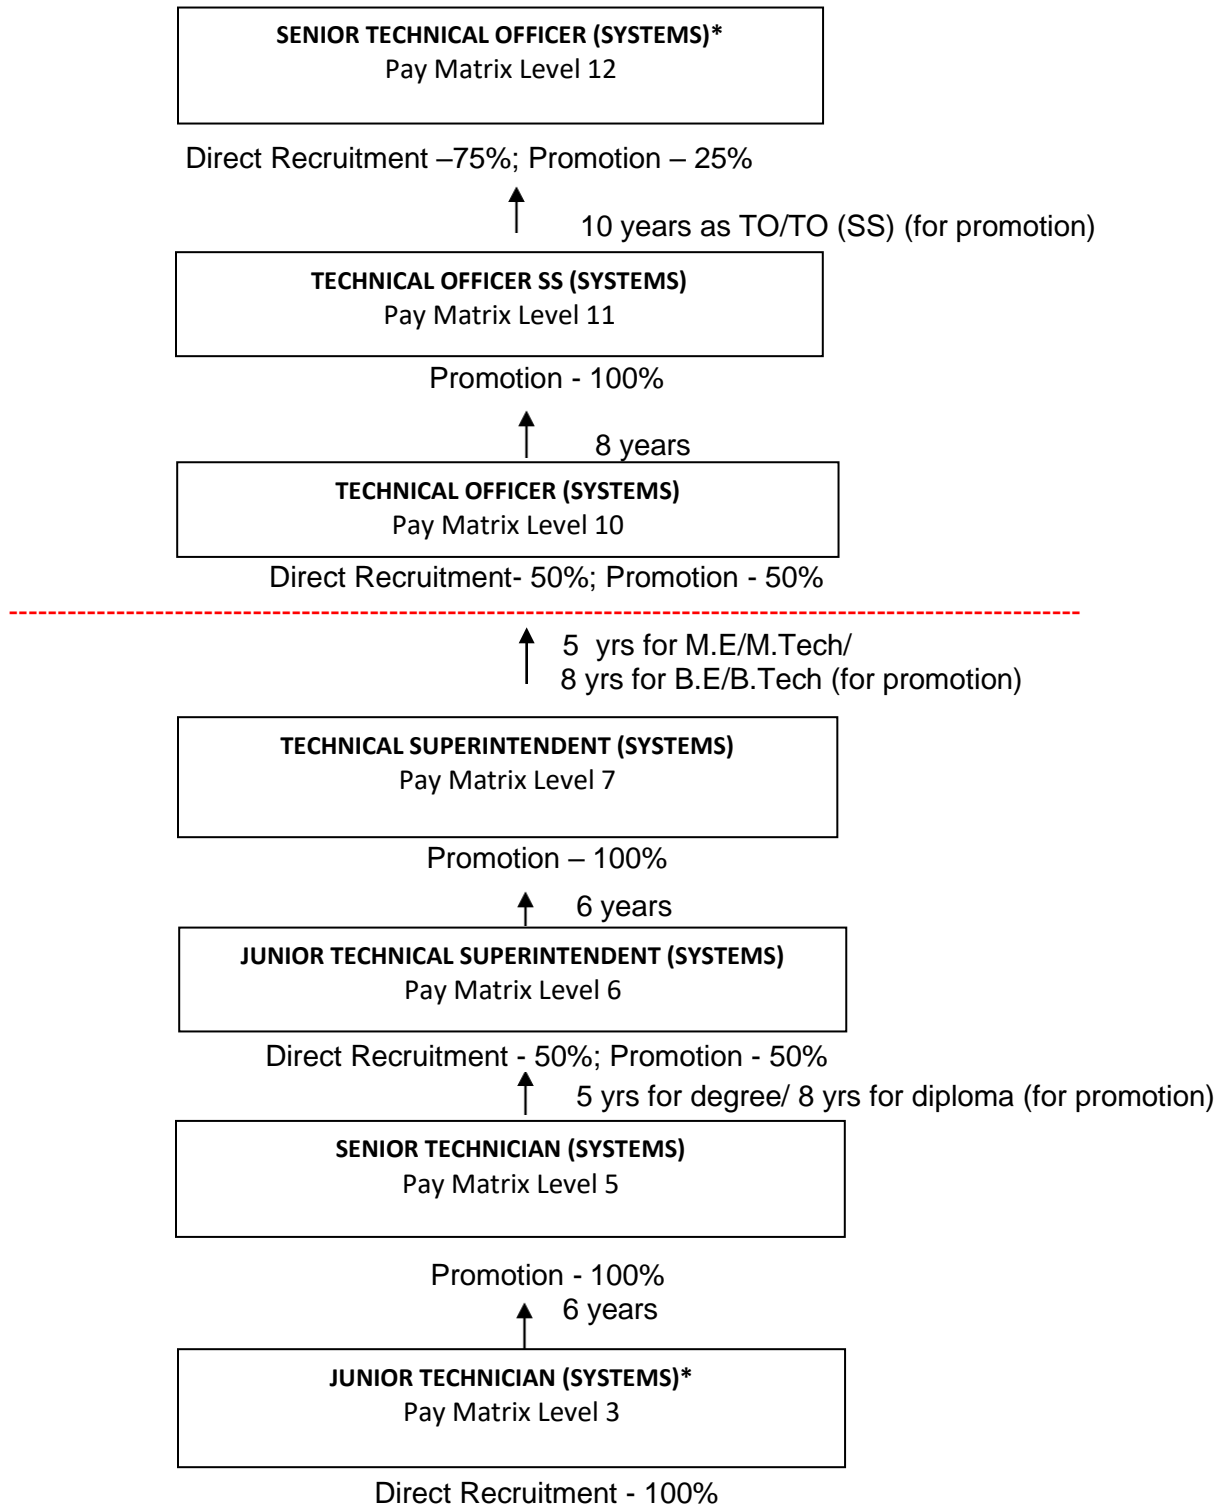 SENIOR TECHNICAL OFFICER (SYSTEMS)*
Pay Matrix Level 12
Direct Recruitment –75%; Promotion – 25%
10 years as TO/TO (SS) (for promotion)
TECHNICAL OFFICER SS (SYSTEMS)
Pay Matrix Level 11
Promotion - 100%
8 years
TECHNICAL OFFICER (SYSTEMS)
Pay Matrix Level 10
Direct Recruitment- 50%; Promotion - 50%
5 yrs for M.E/M.Tech/
8 yrs for B.E/B.Tech (for promotion)
TECHNICAL SUPERINTENDENT (SYSTEMS)
Pay Matrix Level 7
Promotion – 100%
6 years
JUNIOR TECHNICAL SUPERINTENDENT (SYSTEMS)
Pay Matrix Level 6
Direct Recruitment - 50%; Promotion - 50%
5 yrs for degree/ 8 yrs for diploma (for promotion)
SENIOR TECHNICIAN (SYSTEMS)
Pay Matrix Level 5
Promotion - 100%
6 years
JUNIOR TECHNICIAN (SYSTEMS)*
Pay Matrix Level 3
Direct Recruitment - 100%